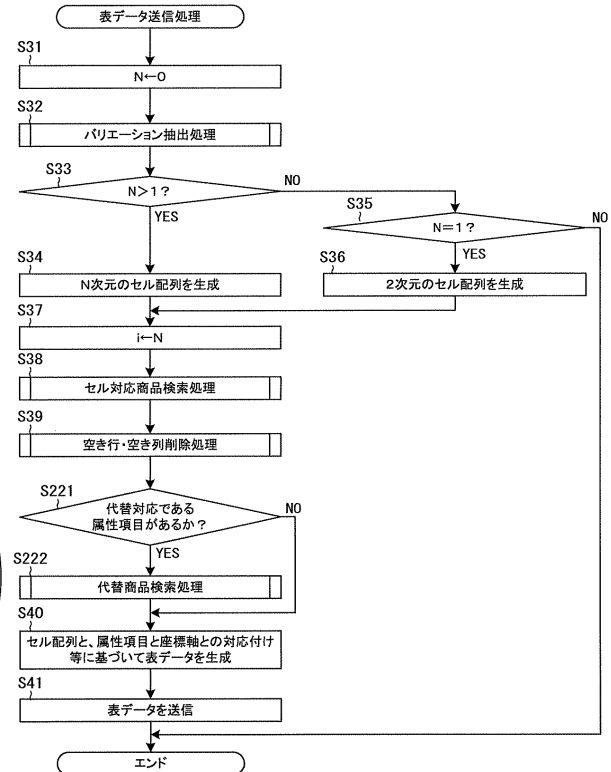 表データ送信処理
S31
N←0
S32
バリエーション抽出処理
S33
N>1?
NO
YES
S35
N=1?
NO
YES
S34
N次元のセル配列を生成
S36
2次元のセル配列を生成
S37
i←N
S38
セル対応商品検索処理
S39
空き行・空き列削除処理
S221
代替対応である
属性項目があるか?
NO
YES
S222
代替商品検索処理
S40
セル配列と、属性項目と座標軸との対応付け
等に基づいて表データを生成
S41
表データを送信
エンド